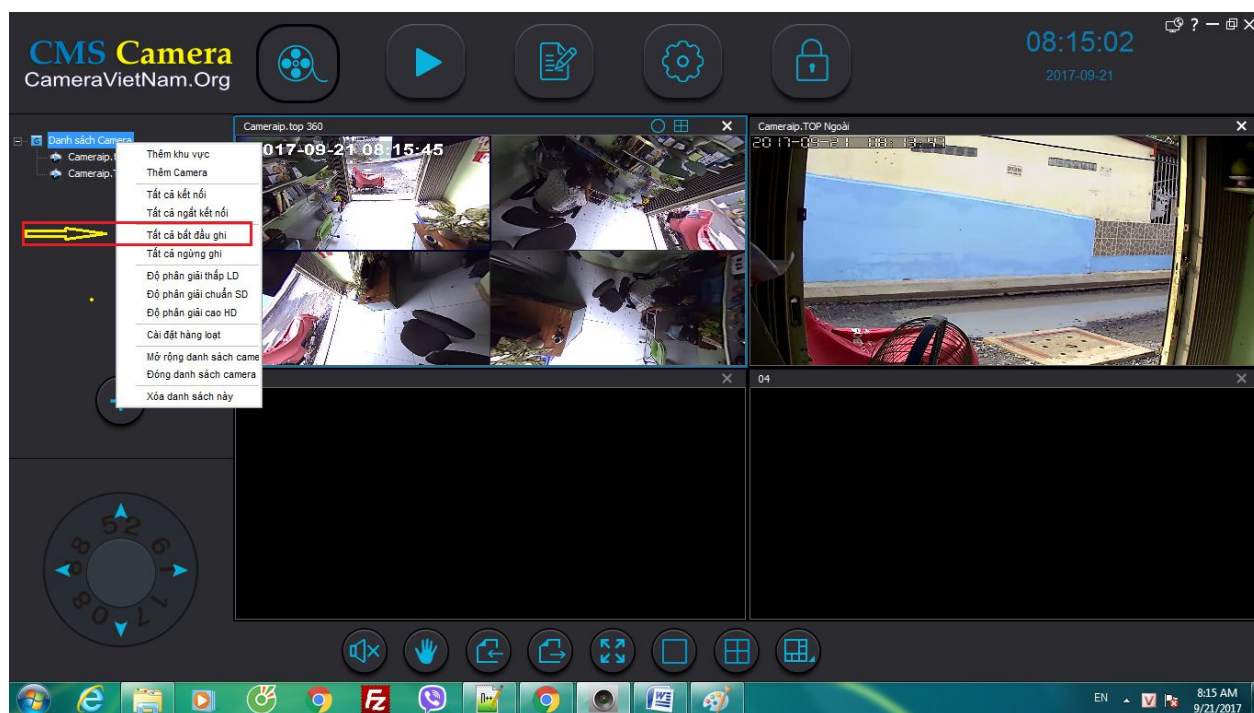 CMS Camera
CameraVietNam.Org
08:15:02
2017-09-21
Danh sách Camera
Cameraip.
Cameraip.
Thêm khu vực
Thêm Camera
Tất cả kết nối
Tất cả ngắt kết nối
Tất cả bắt đầu ghi
Tất cả ngừng ghi
Độ phân giải thấp LD
Độ phân giải chuẩn SD
Độ phân giải cao HD
Cài đặt hàng loạt
Mở rộng danh sách came
Đóng danh sách camera
Xóa danh sách này
Cameraip.top 360
017-09-21 08:15:45
Cameraip.TOP Ngoài
04
EN
8:15 AM
9/21/2017